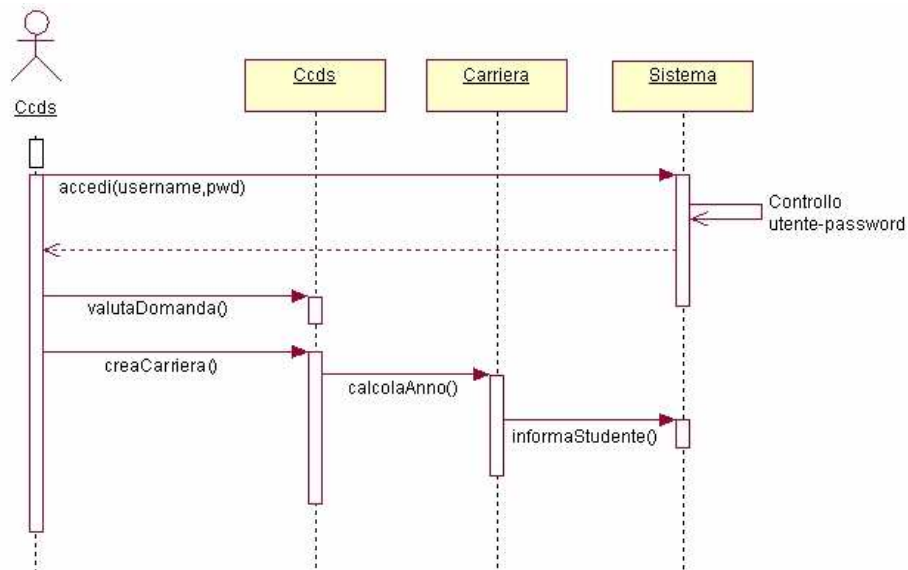 Ccds
Carriera
Sistema
Ccds
accedi(username,pwd)
Controllo
utente-password
valutaDomanda()
creaCarriera()
calcolaAnno()
informaStudente()